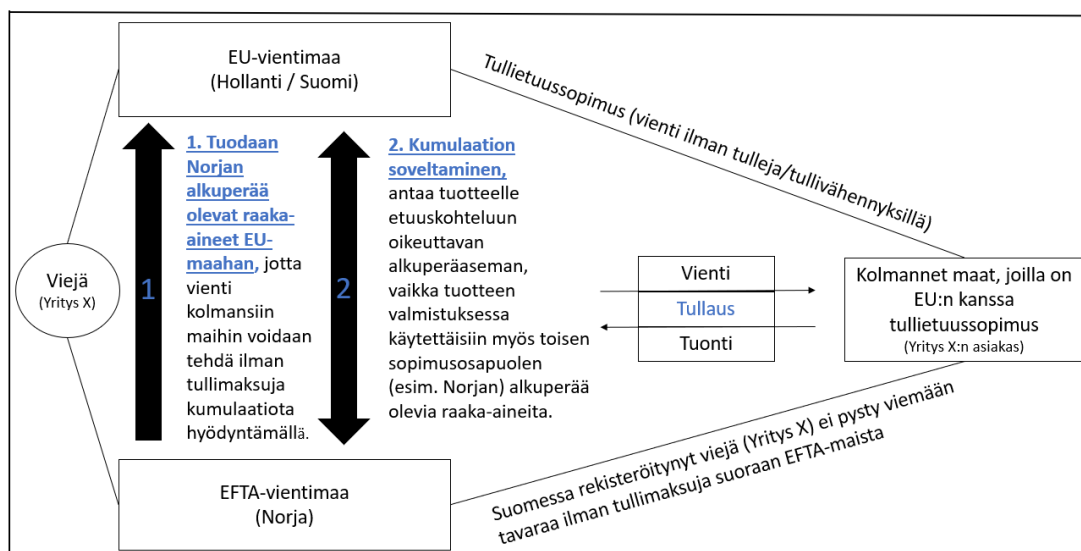 EU-vientimaa
(Hollanti / Suomi)
Tullietuussopimus (vienti ilman tulleja/tullivähennyksillä)
1. Tuodaan
Norjan
alkuperää
olevat raaka-
aineet EU-
maahan, jotta
vienti
kolmansiin
maihin voidaan
tehdä ilman
tullimaksuja
kumulaatiota
hyödyntämällä.
2. Kumulaation
soveltaminen,
antaa tuotteelle
etuuskohteluun
oikeuttavan
alkuperäaseman,
vaikka tuotteen
valmistuksessa
käytettäisiin myös toisen
sopimusosapuolen
(esim. Norjan) alkuperää
olevia raaka-aineita.
Viejä
(Yritys X)
1
2
Vienti
Tullaus
Tuonti
Kolmannet maat, joilla on
EU:n kanssa
tullietuussopimus
(Yritys X:n asiakas)
EFTA-vientimaa
(Norja)
Suomessa rekisteröitynyt viejä (Yritys X) ei pysty viemään
tavaraa ilman tullimaksuja suoraan EFTA-maista